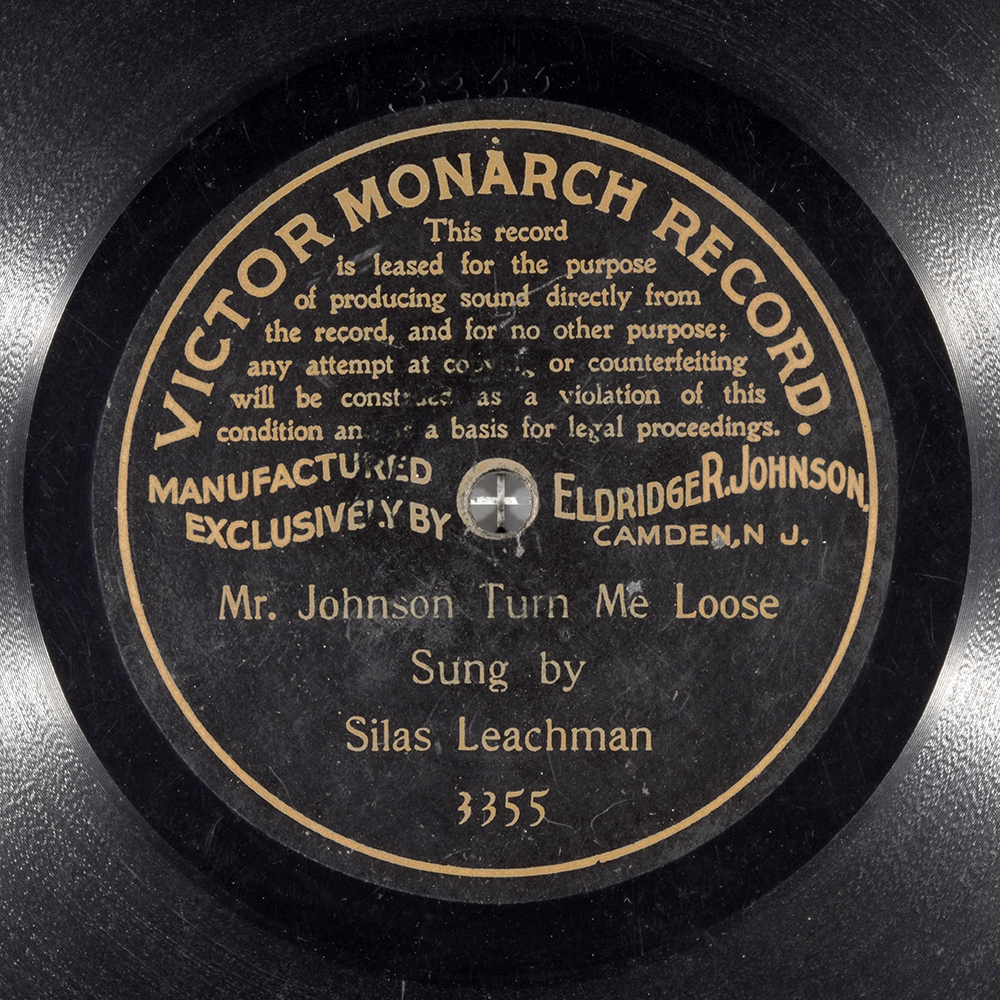 3355
VICTOR MONARCH RECORD.
This record
is leased for the purpose
of producing sound directly from
the record, and for no other purpose;
any attempt at or counterfeiting
will be construed as a violation of this
condition a basis for legal proceedings.
MANUFACTURED
EXCLUSIVELY BY
ELDRIDGE R. JOHNSON,
CAMDEN, N J.
Mr. Johnson Turn Me Loose
Sung by
Silas Leachman
3355